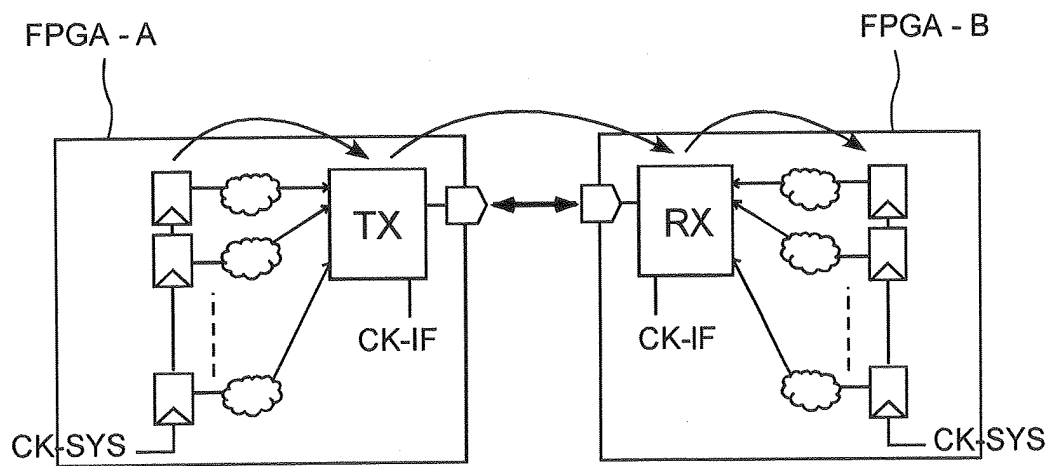 FPGA - A
FPGA - B
TX
RX
CK-IF
CK-IF
CK-SYS
CK-SYS